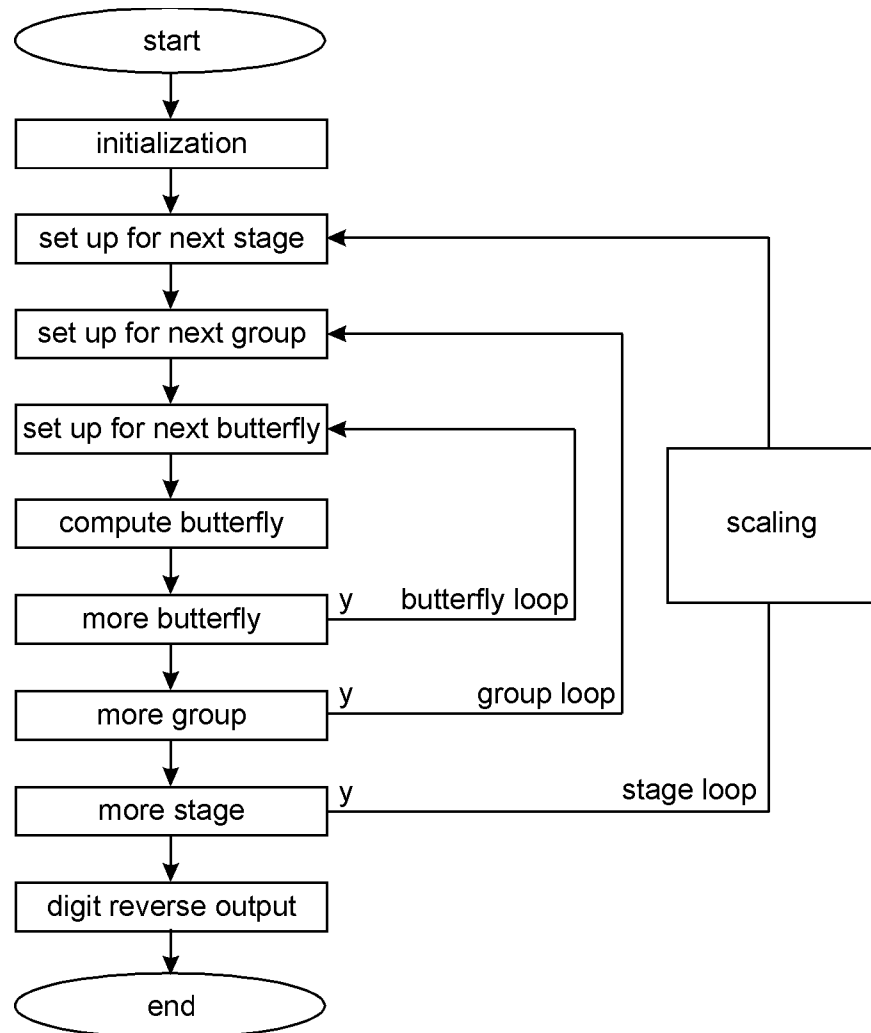 start
initialization
set up for next stage
set up for next group
set up for next butterfly
compute butterfly
scaling
more butterfly
y
butterfly loop
more group
y
group loop
more stage
y
stage loop
digit reverse output
end